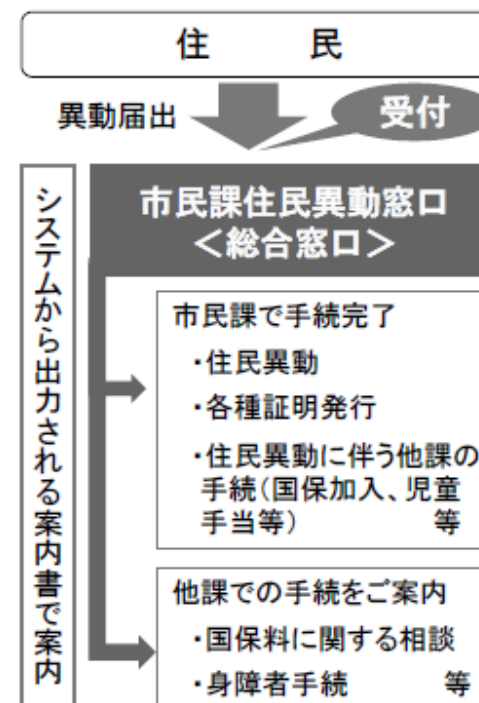 住　民
異動届出
受付
システムから出力される案内書で案内
市民課住民異動窓口
＜総合窓口＞
市民課で手続完了
・住民異動
・各種証明発行
・住民異動に伴う他課の
手続（国保加入、児童
手当等）　等
他課での手続をご案内
・国保料に関する相談
・身障者手続　等